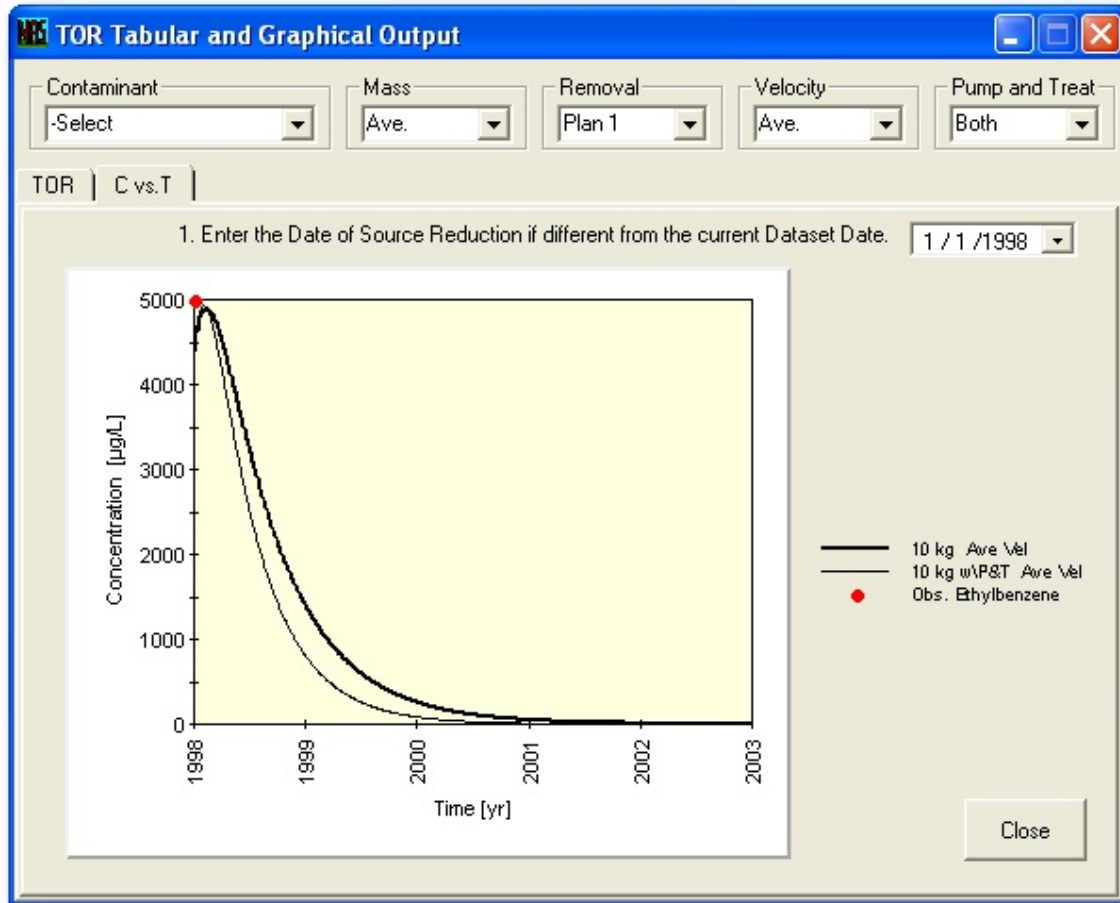 NAS TOR Tabular and Graphical Output
Contaminant Mass Removal Velocity Pump and Treat
-Select Ave. Plan 1 Ave. Both
TOR C vs.T
1. Enter the Date of Source Reduction if different from the current Dataset Date. 1 / 1 /1998
5000
4000
3000
2000
1000
0
Concentration [µg/L]
1998 1999 2000 2001 2002 2003
Time [yr]
10 kg Ave Vel
10 kg w\P&T Ave Vel
Obs. Ethylbenzene
Close